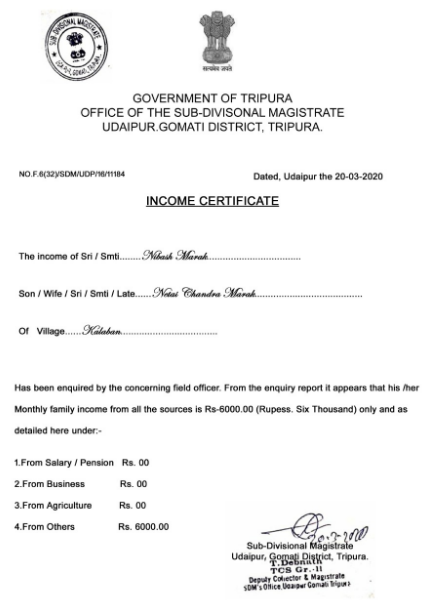 SUB DIVISIONAL MAGISTRATE
GOMATI, TRIPURA.
सत्यमेव जयते
GOVERNMENT OF TRIPURA
OFFICE OF THE SUB-DIVISONAL MAGISTRATE
UDAIPUR.GOMATI DISTRICT, TRIPURA.
NO.F.6(32)/SDM/UDP/16/11184 Dated, Udaipur the 20-03-2020
INCOME CERTIFICATE
The income of Sri / Smti........Nibash Marak...................................
Son / Wife / Sri / Smti / Late......Netai Chandra Marak.........................................
Of Village......Kalaban.....................................
Has been enquired by the concerning field officer. From the enquiry report it appears that his /her
Monthly family income from all the sources is Rs-6000.00 (Rupess. Six Thousand) only and as
detailed here under:-
1.From Salary / Pension Rs. 00
2.From Business Rs. 00
3.From Agriculture Rs. 00
4.From Others Rs. 6000.00
20-3-2020
Sub-Divisional Magistrate
Udaipur, Gomati District, Tripura.
T.Debnath
TCS Gr.-II
Deputy Collector & Magistrate
SDM's Office, Udaipur Gomati Tripura